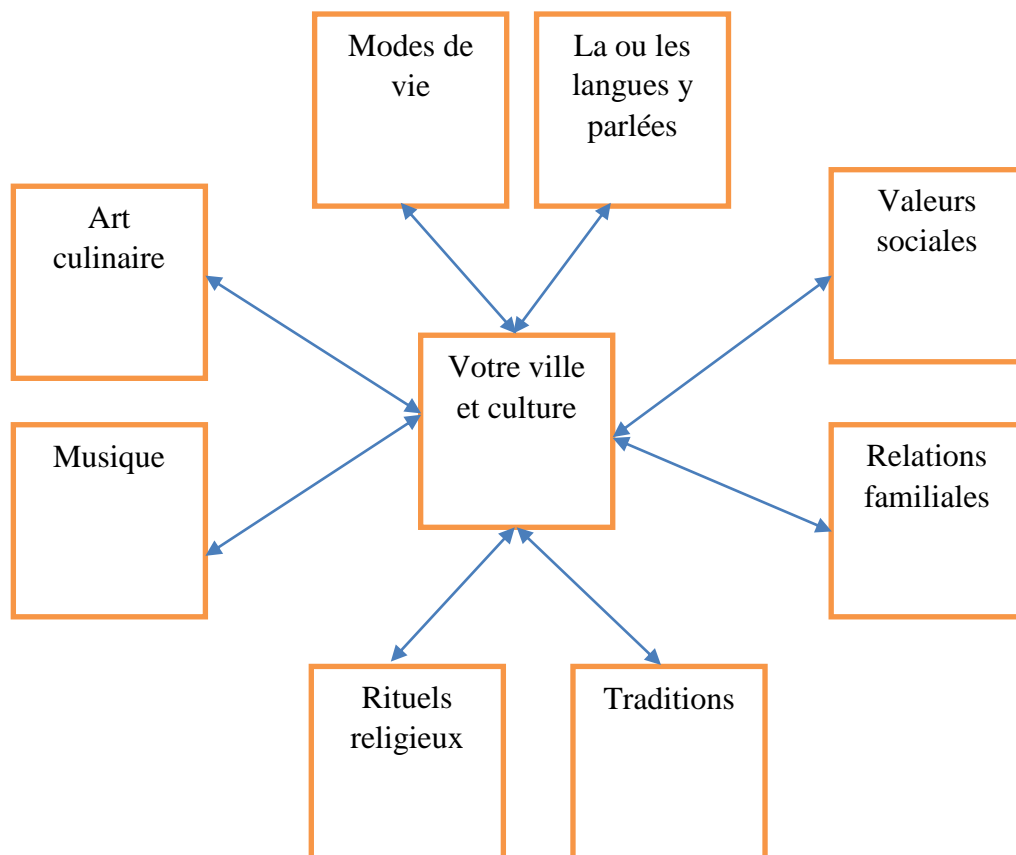 Modes de
vie
La ou les
langues y
parlées
Art
culinaire
Valeurs
sociales
Votre ville
et culture
Musique
Relations
familiales
Rituels
religieux
Traditions